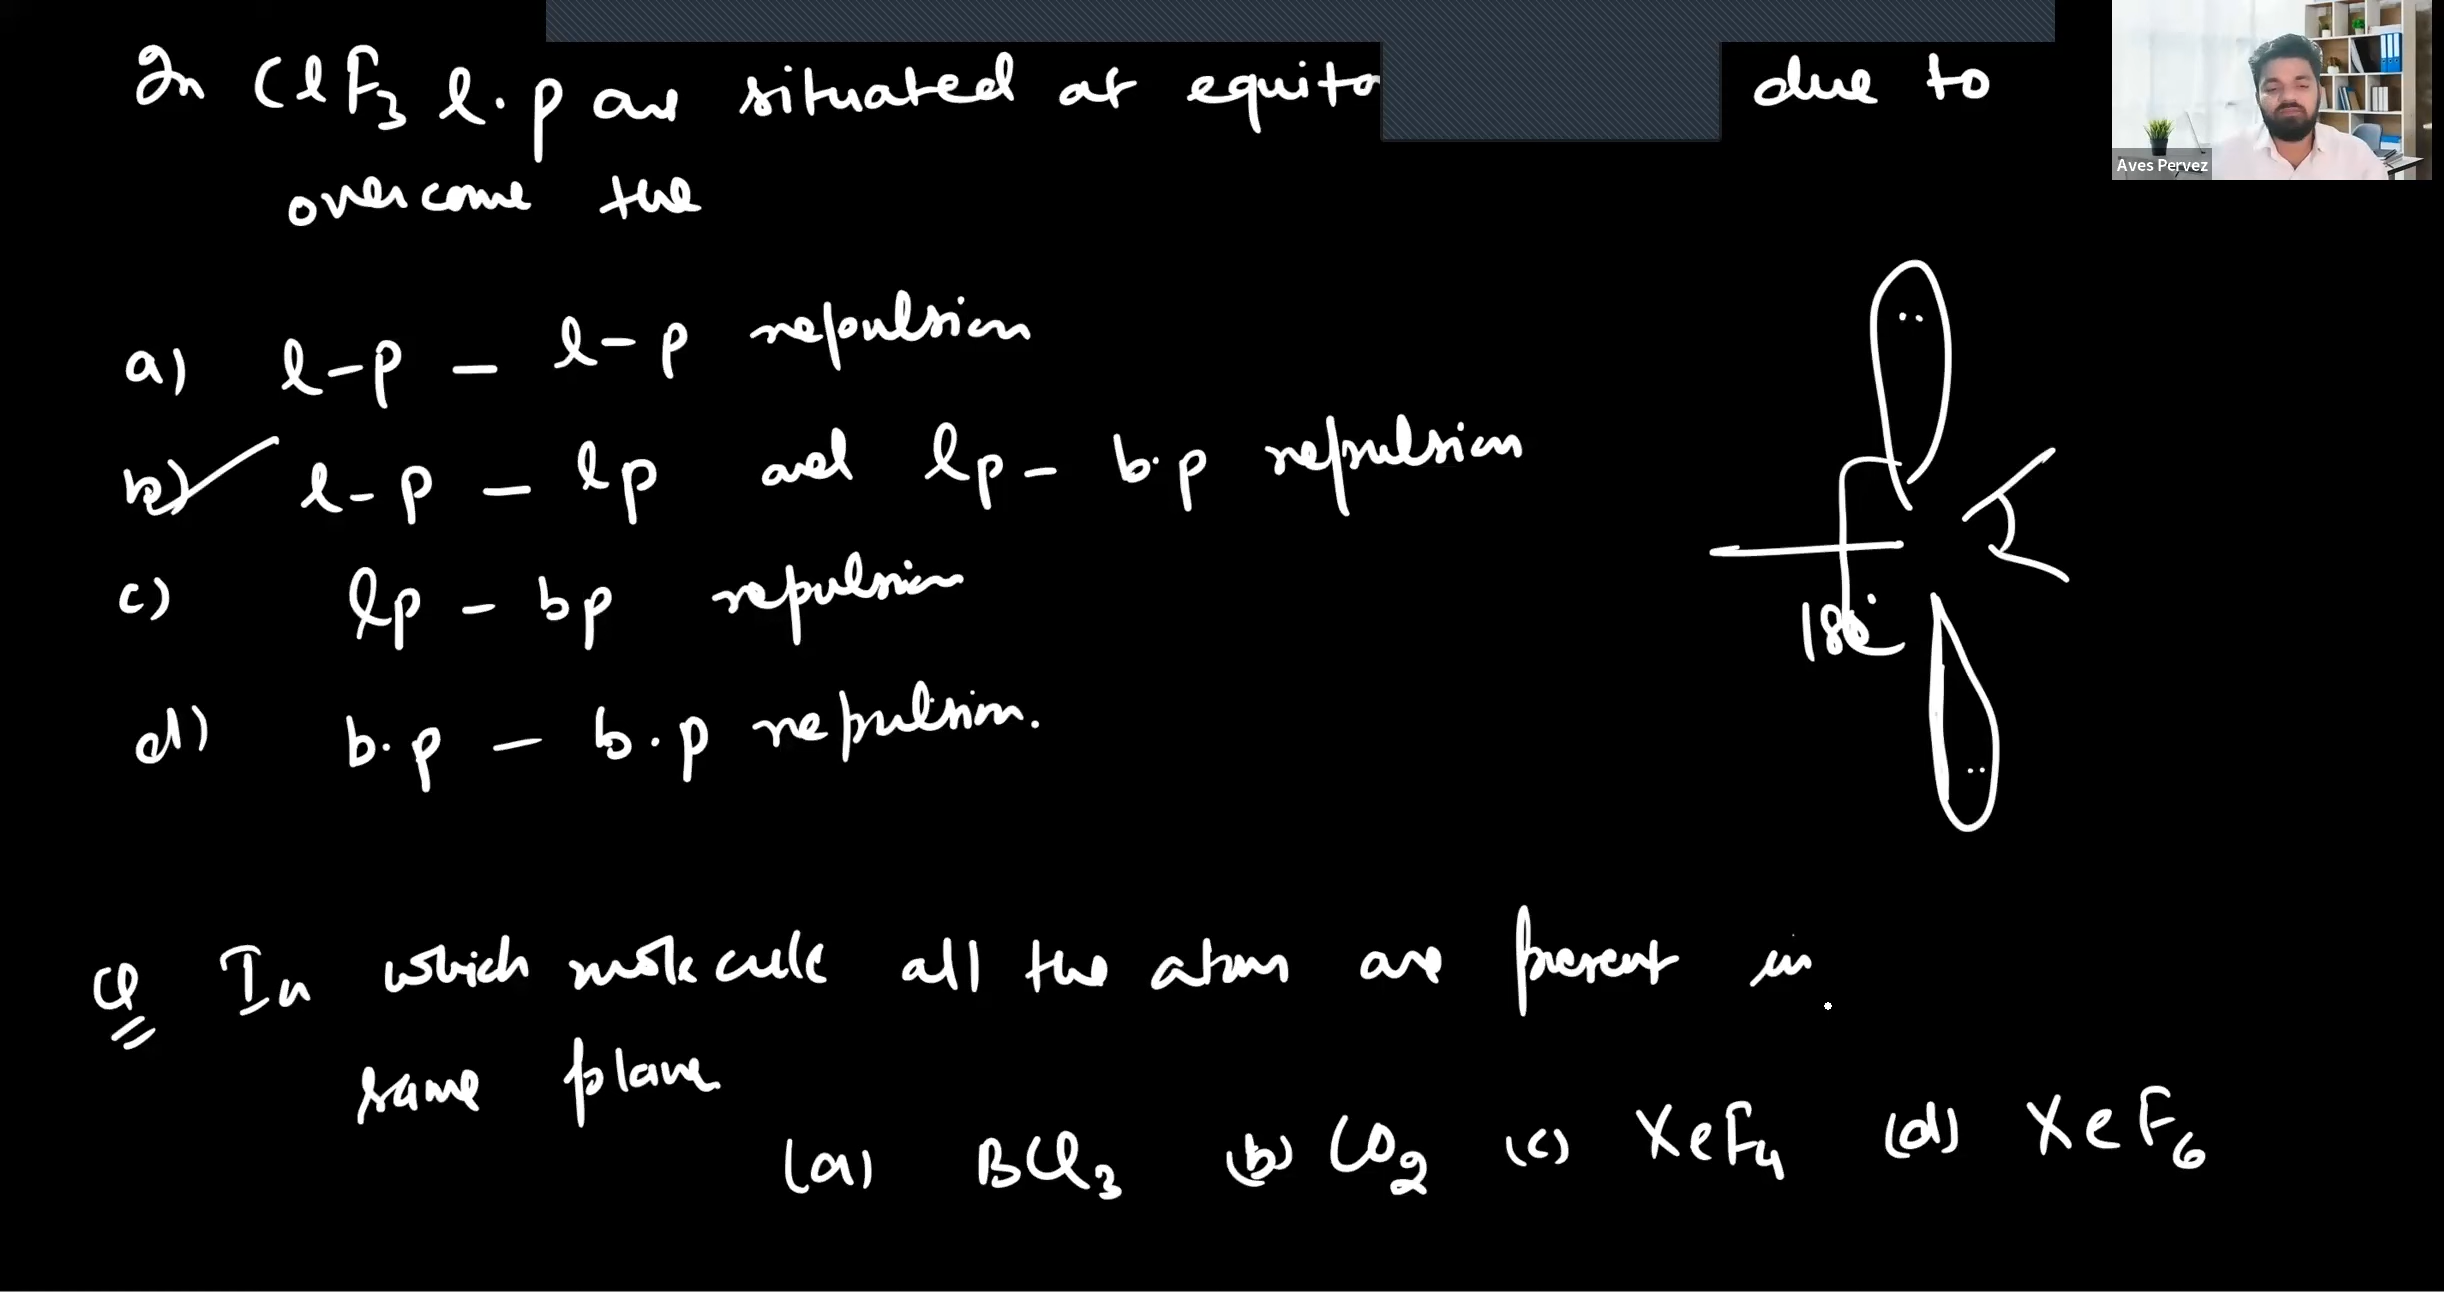 In ClF3 l.p are situated at equito due to
Aves Pervez
overcome the
a) l-p - l-p repulsion
b) l-p - lp and lp - b.p repulsion
c) lp - bp repulsion
d) b.p - b.p repulsion.
180°
Q In which molecule all the atom are present in
same plane
(a) BCl3 (b) CO2 (c) XeF4 (d) XeF6